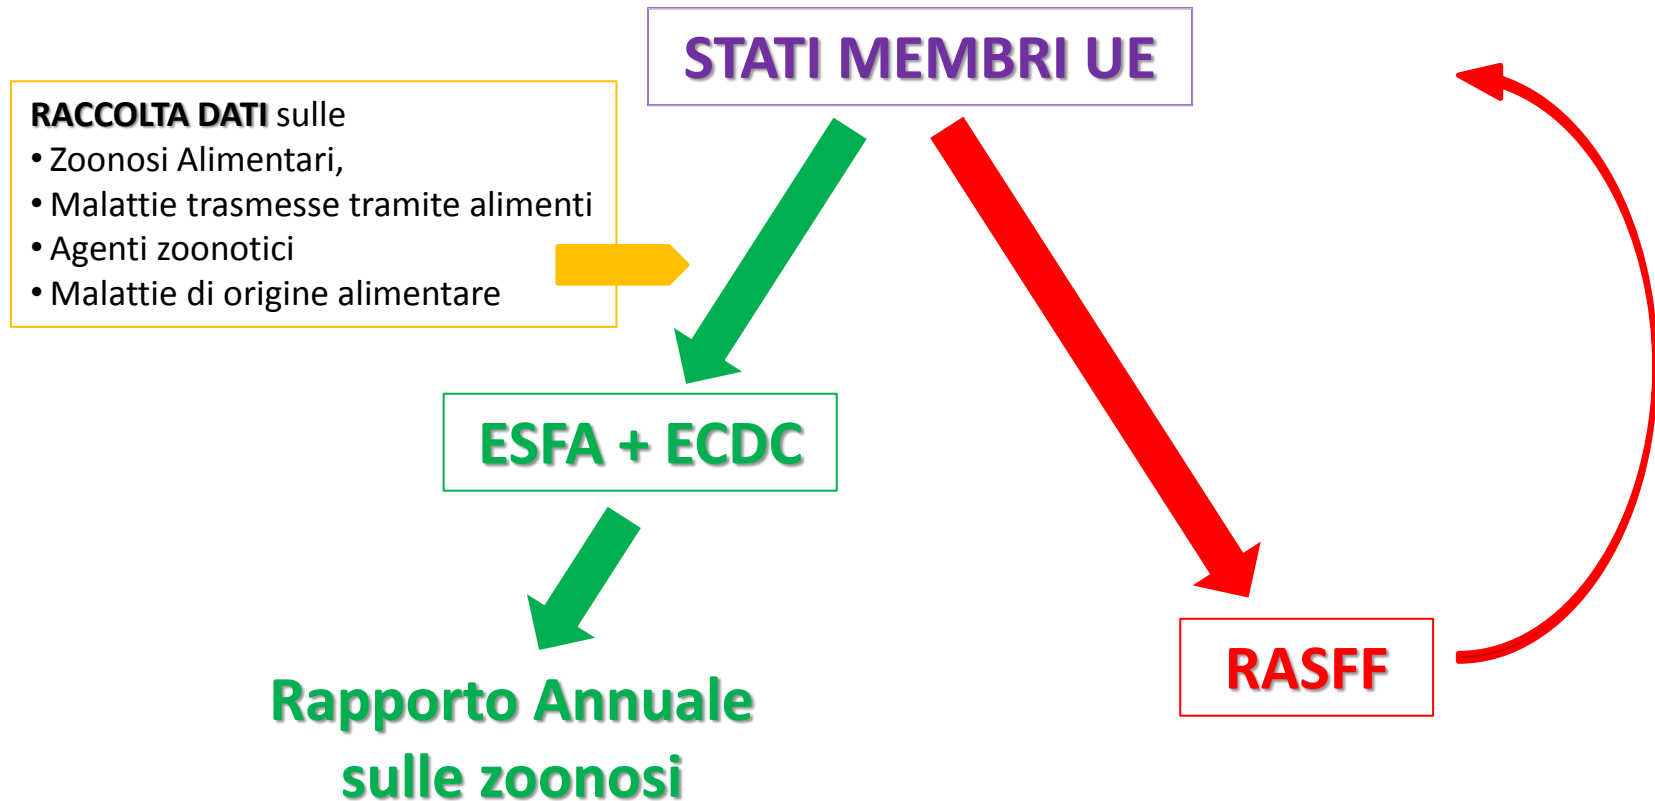 STATI MEMBRI UE
RACCOLTA DATI sulle
• Zoonosi Alimentari,
• Malattie trasmesse tramite alimenti
• Agenti zoonotici
• Malattie di origine alimentare
ESFA + ECDC
RASFF
Rapporto Annuale
sulle zoonosi